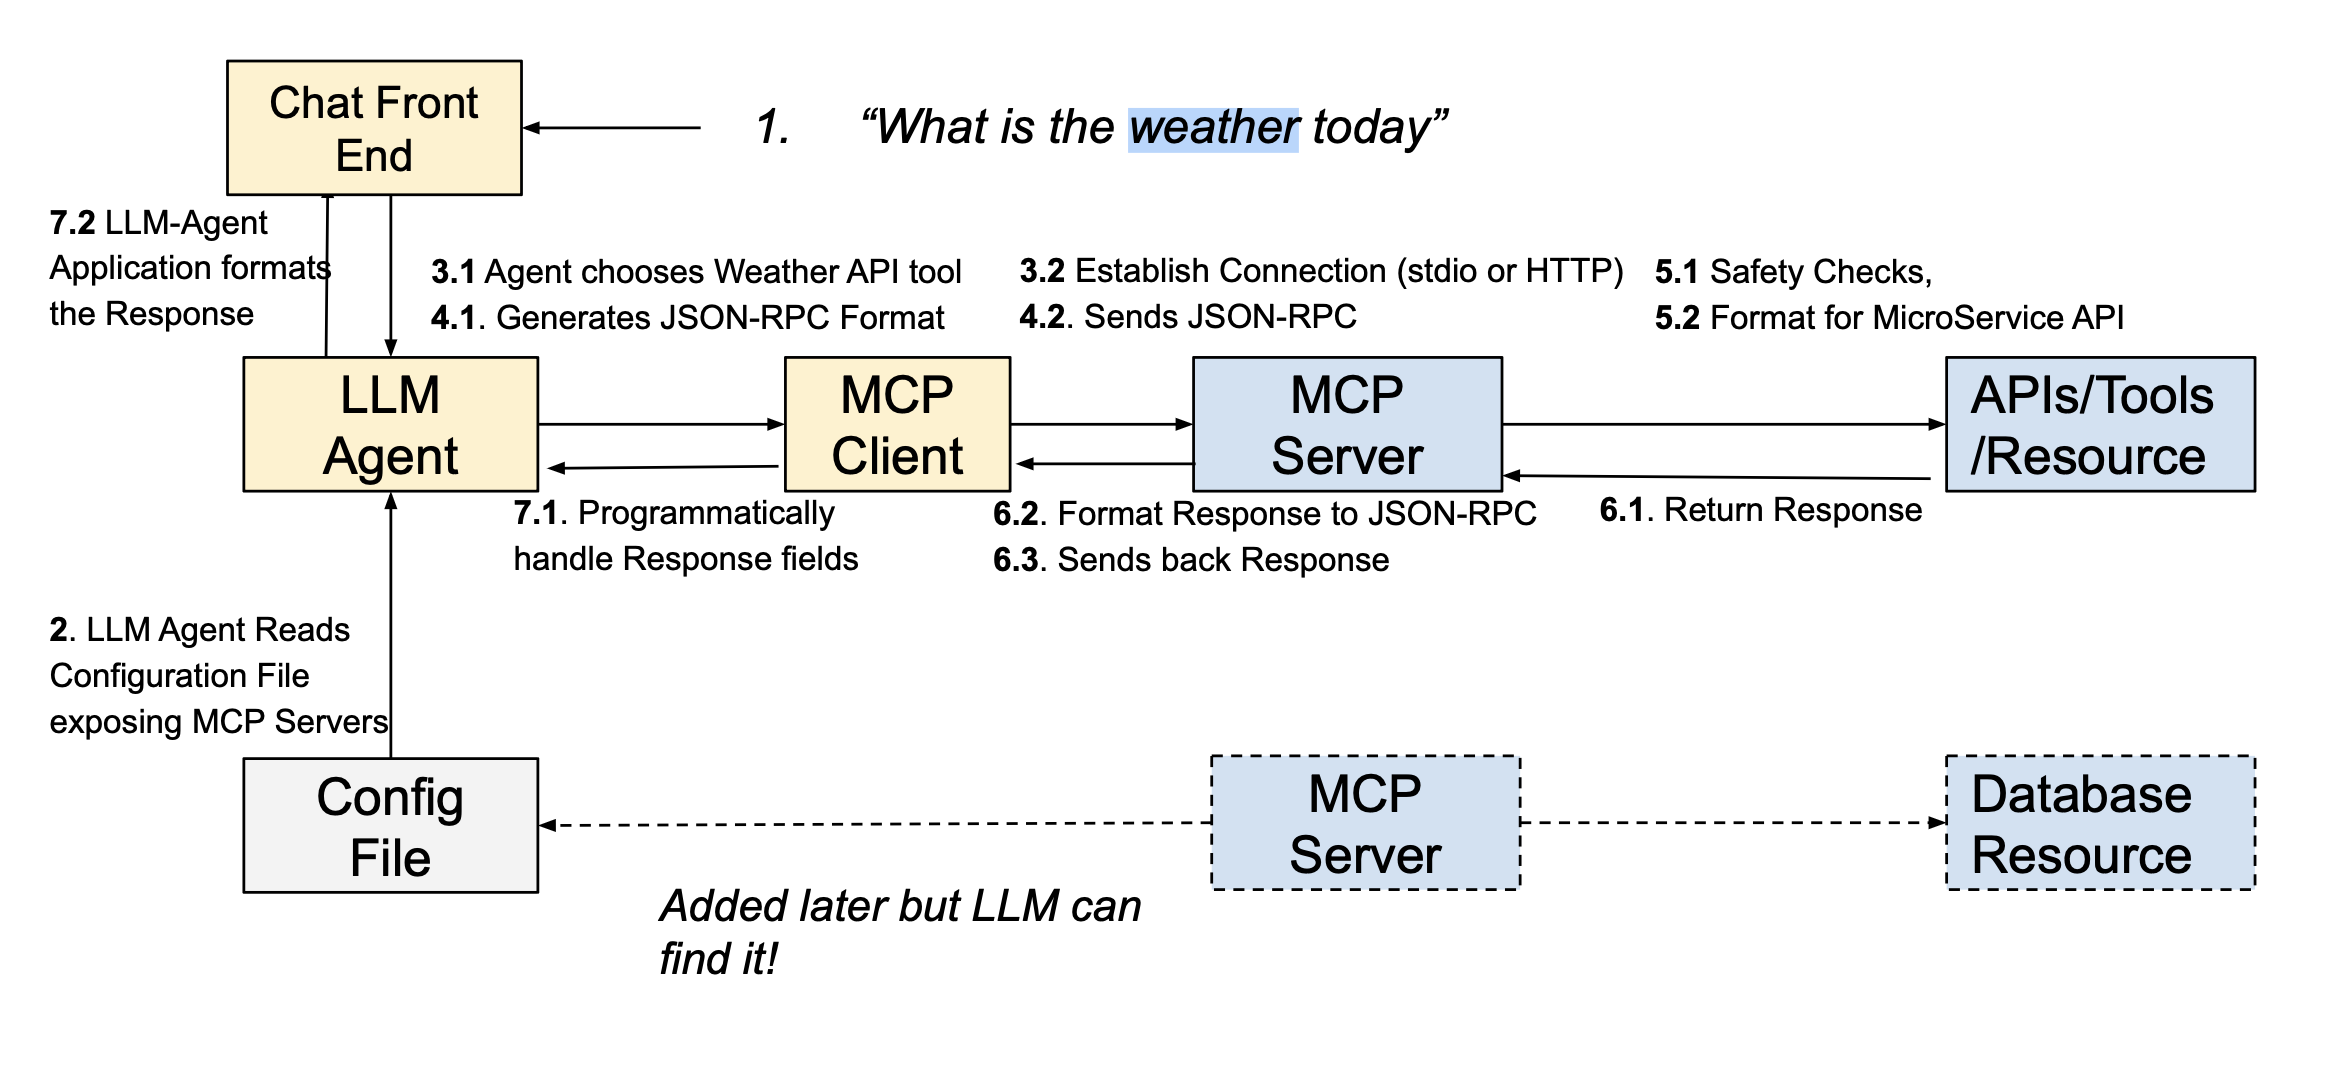 Chat Front
End
1. “What is the weather today”
7.2 LLM-Agent
Application formats
the Response
3.1 Agent chooses Weather API tool
4.1. Generates JSON-RPC Format
3.2 Establish Connection (stdio or HTTP)
4.2. Sends JSON-RPC
5.1 Safety Checks,
5.2 Format for MicroService API
LLM
Agent
MCP
Client
MCP
Server
APIs/Tools
/Resource
7.1. Programmatically
handle Response fields
6.2. Format Response to JSON-RPC
6.3. Sends back Response
6.1. Return Response
2. LLM Agent Reads
Configuration File
exposing MCP Servers
Config
File
MCP
Server
Database
Resource
Added later but LLM can
find it!